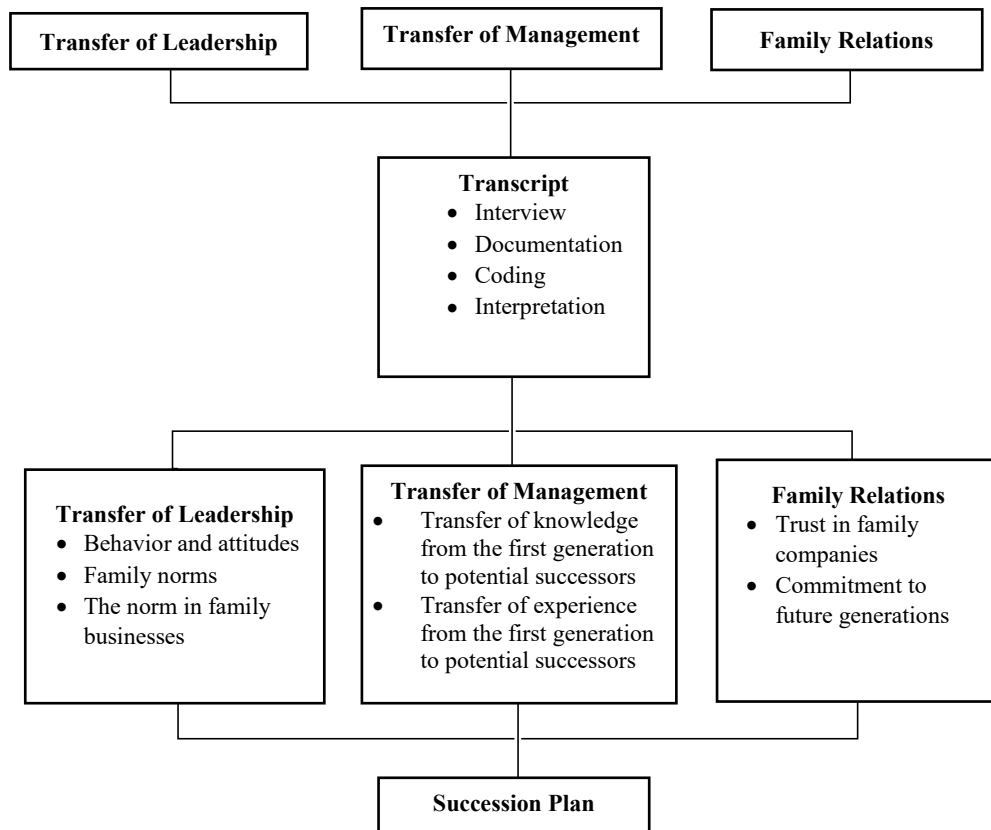 Transfer of Leadership
Transfer of Management
Family Relations
Transcript
• Interview
• Documentation
• Coding
• Interpretation
Transfer of Leadership
• Behavior and attitudes
• Family norms
• The norm in family
businesses
Transfer of Management
• Transfer of knowledge
from the first generation
to potential successors
• Transfer of experience
from the first generation
to potential successors
Family Relations
• Trust in family
companies
• Commitment to
future generations
Succession Plan